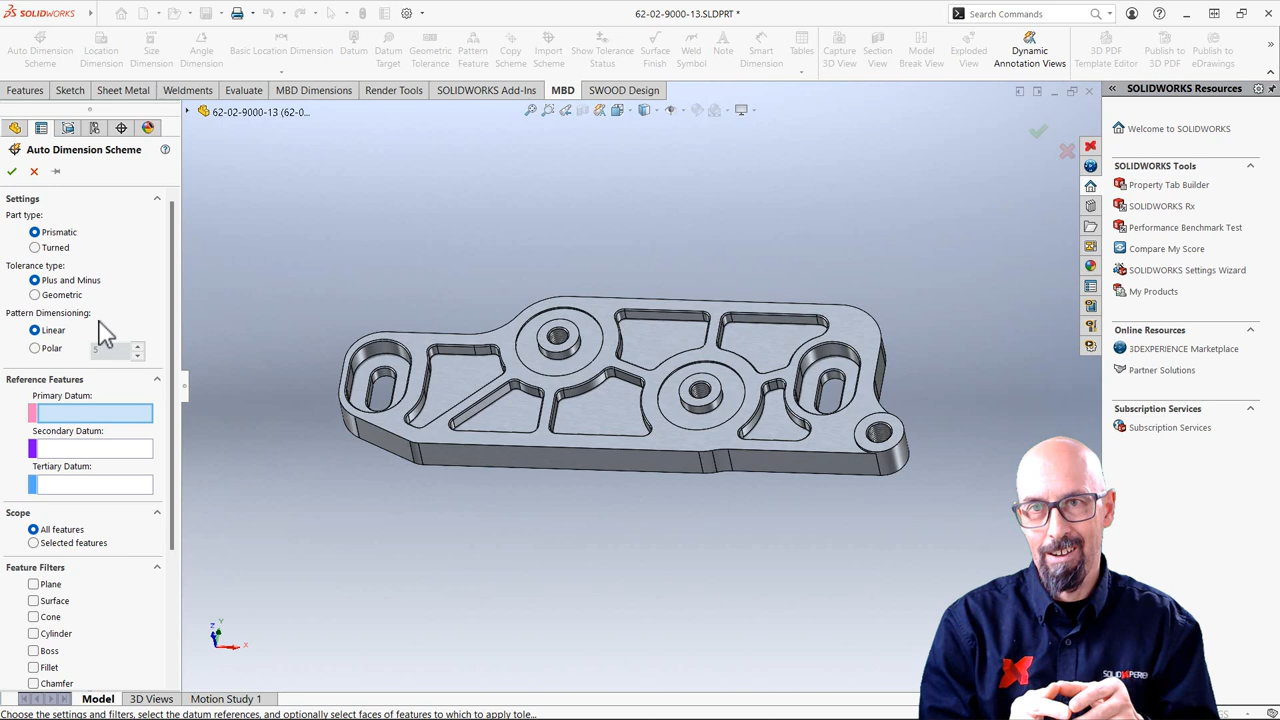 SOLIDWORKS
62-02-9000-13.SLDPRT *
Search Commands
Auto Dimension Scheme
Location Dimension
Size Dimension
Angle Dimension
Basic Location Dimension
Datum
Datum Target
Geometric Tolerance
Pattern Feature
Copy Scheme
Import Scheme
Show Tolerance Status
Surface Finish
Weld Symbol
Note
Smart Dimension
Tables
Capture 3D View
Section View
Model Break View
Exploded View
Dynamic Annotation Views
3D PDF Template Editor
Publish to 3D PDF
Publish to eDrawings
Features
Sketch
Sheet Metal
Weldments
Evaluate
MBD Dimensions
Render Tools
SOLIDWORKS Add-Ins
MBD
SWOOD Design
62-02-9000-13 (62-0...
Auto Dimension Scheme
Settings
Part type:
Prismatic
Turned
Tolerance type:
Plus and Minus
Geometric
Pattern Dimensioning:
Linear
Polar
5
Reference Features
Primary Datum:
Secondary Datum:
Tertiary Datum:
Scope
All features
Selected features
Feature Filters
Plane
Surface
Cone
Cylinder
Boss
Fillet
Chamfer
Z
Y
X
SOLIDWORKS Resources
Welcome to SOLIDWORKS
SOLIDWORKS Tools
Property Tab Builder
SOLIDWORKS Rx
Performance Benchmark Test
Compare My Score
SOLIDWORKS Settings Wizard
My Products
Online Resources
3DEXPERIENCE Marketplace
Partner Solutions
Subscription Services
Subscription Services
Model
3D Views
Motion Study 1
Choose the settings and filters, select the datum references, and optionally select faces of features to which to apply tole...